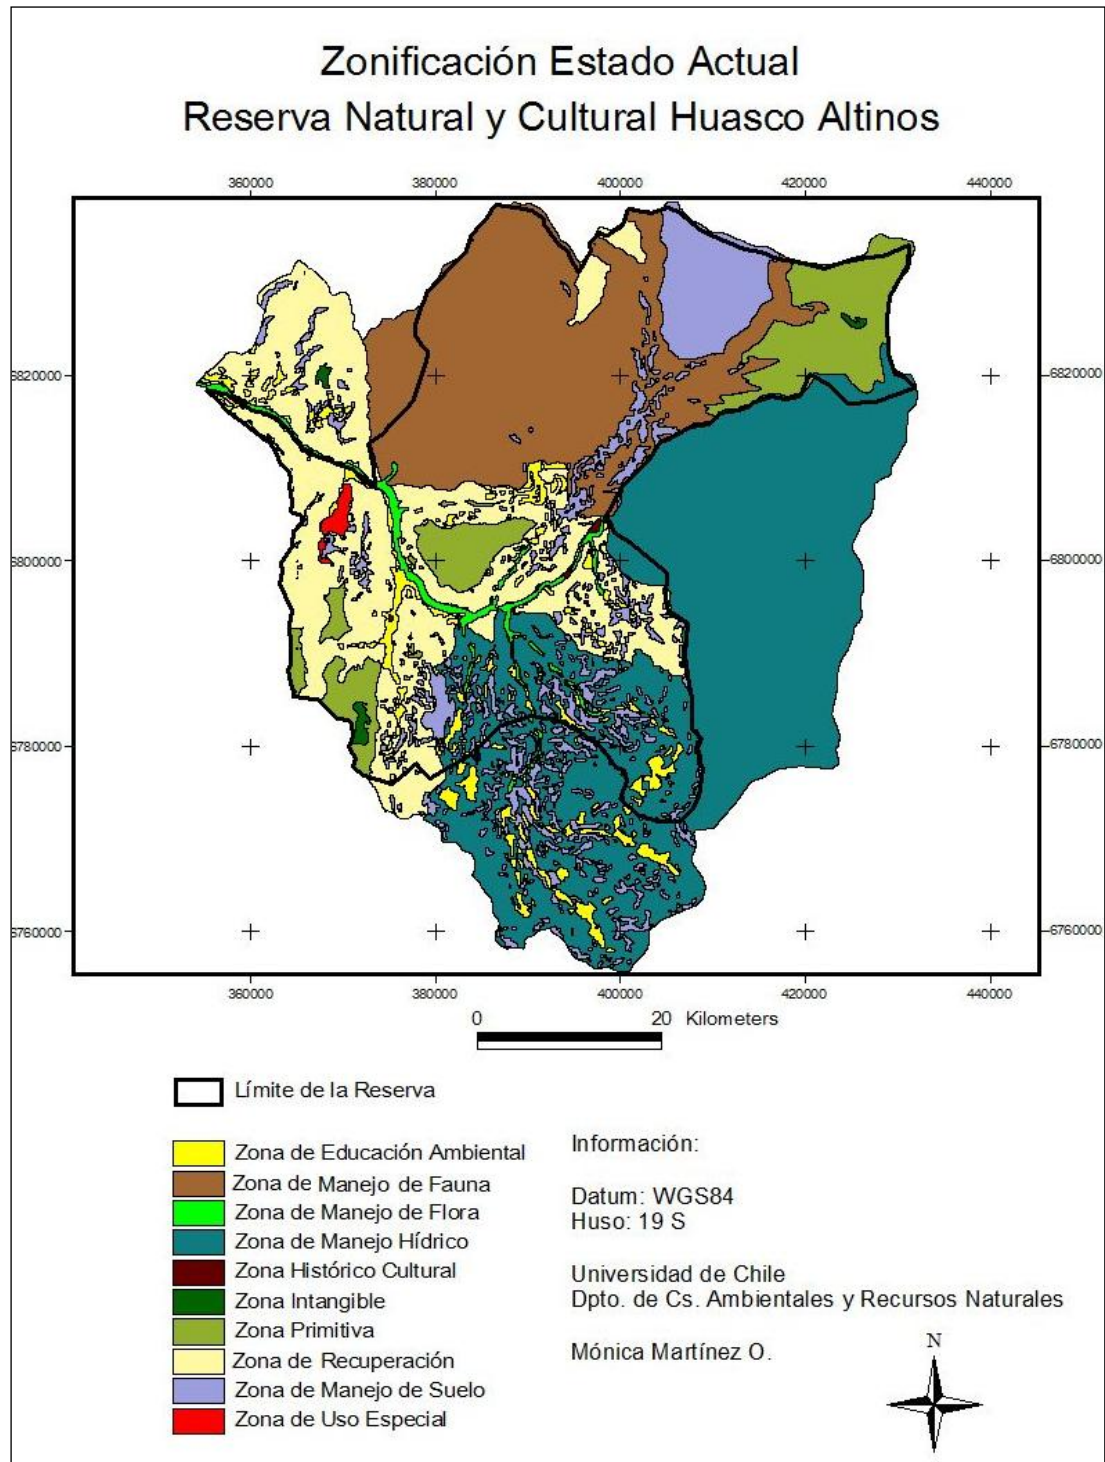 Zonificación Estado Actual
Reserva Natural y Cultural Huasco Altinos
360000 380000 400000 420000 440000
6820000 6820000
6800000 6800000
6780000 6780000
6760000 6760000
360000 380000 400000 420000 440000
0 20 Kilometers
Límite de la Reserva
Zona de Educación Ambiental
Zona de Manejo de Fauna
Zona de Manejo de Flora
Zona de Manejo Hídrico
Zona Histórico Cultural
Zona Intangible
Zona Primitiva
Zona de Recuperación
Zona de Manejo de Suelo
Zona de Uso Especial
Información:
Datum: WGS84
Huso: 19 S
Universidad de Chile
Dpto. de Cs. Ambientales y Recursos Naturales
Mónica Martínez O.
N